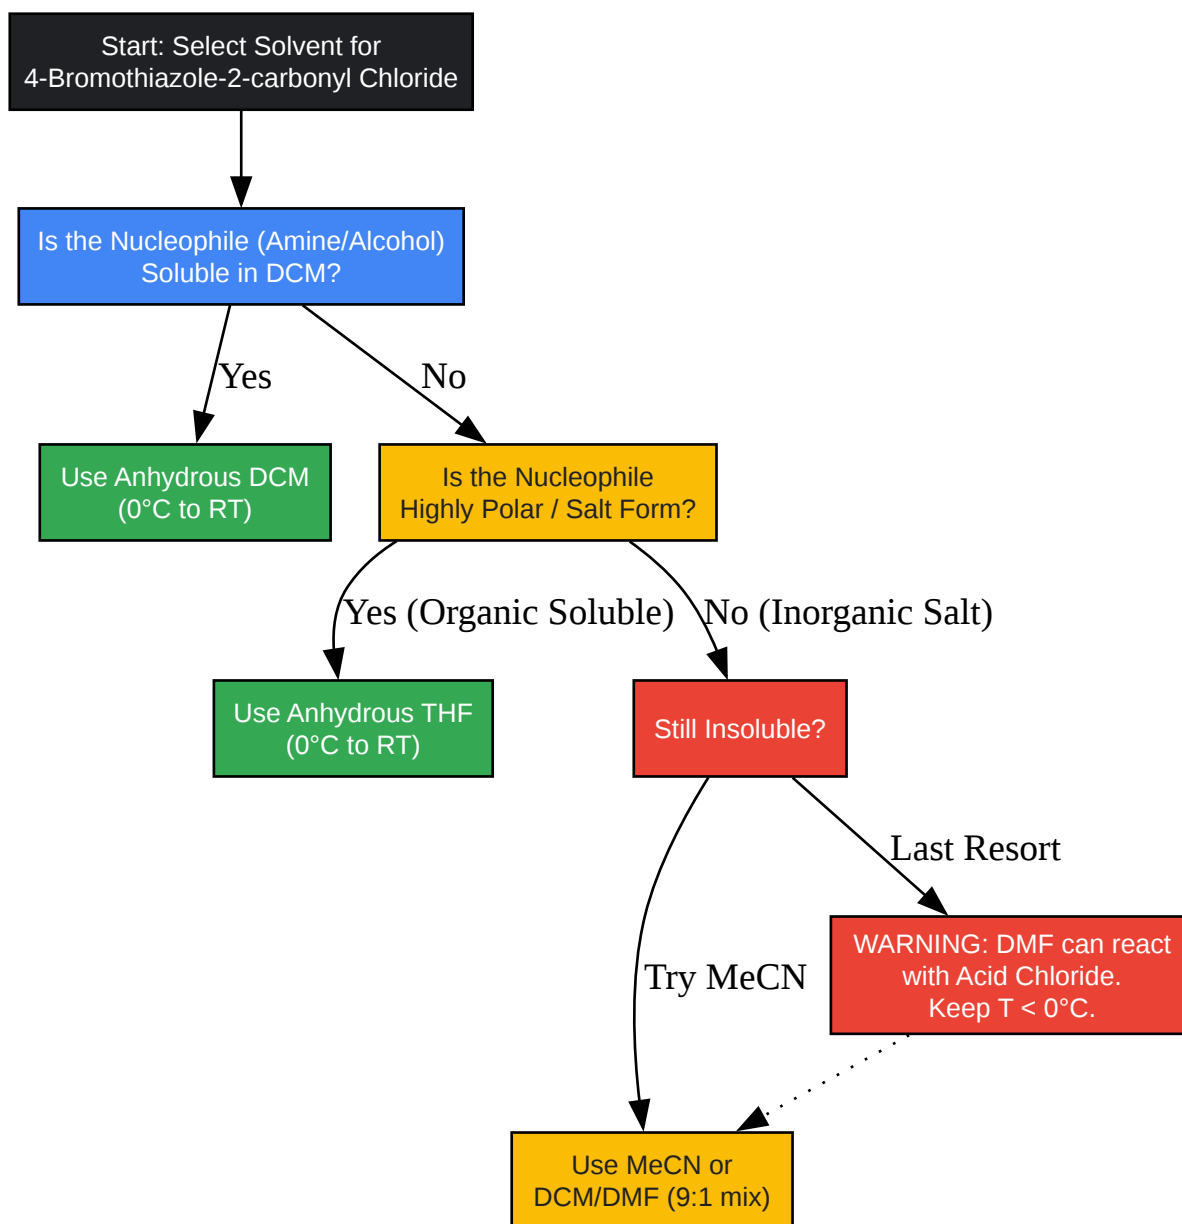 Start: Select Solvent for
4-Bromothiazole-2-carbonyl Chloride
Is the Nucleophile (Amine/Alcohol)
Soluble in DCM?
Yes
No
Use Anhydrous DCM
(0°C to RT)
Is the Nucleophile
Highly Polar / Salt Form?
Yes (Organic Soluble)
No (Inorganic Salt)
Use Anhydrous THF
(0°C to RT)
Still Insoluble?
Last Resort
WARNING: DMF can react
with Acid Chloride.
Keep T < 0°C.
Try MeCN
Use MeCN or
DCM/DMF (9:1 mix)